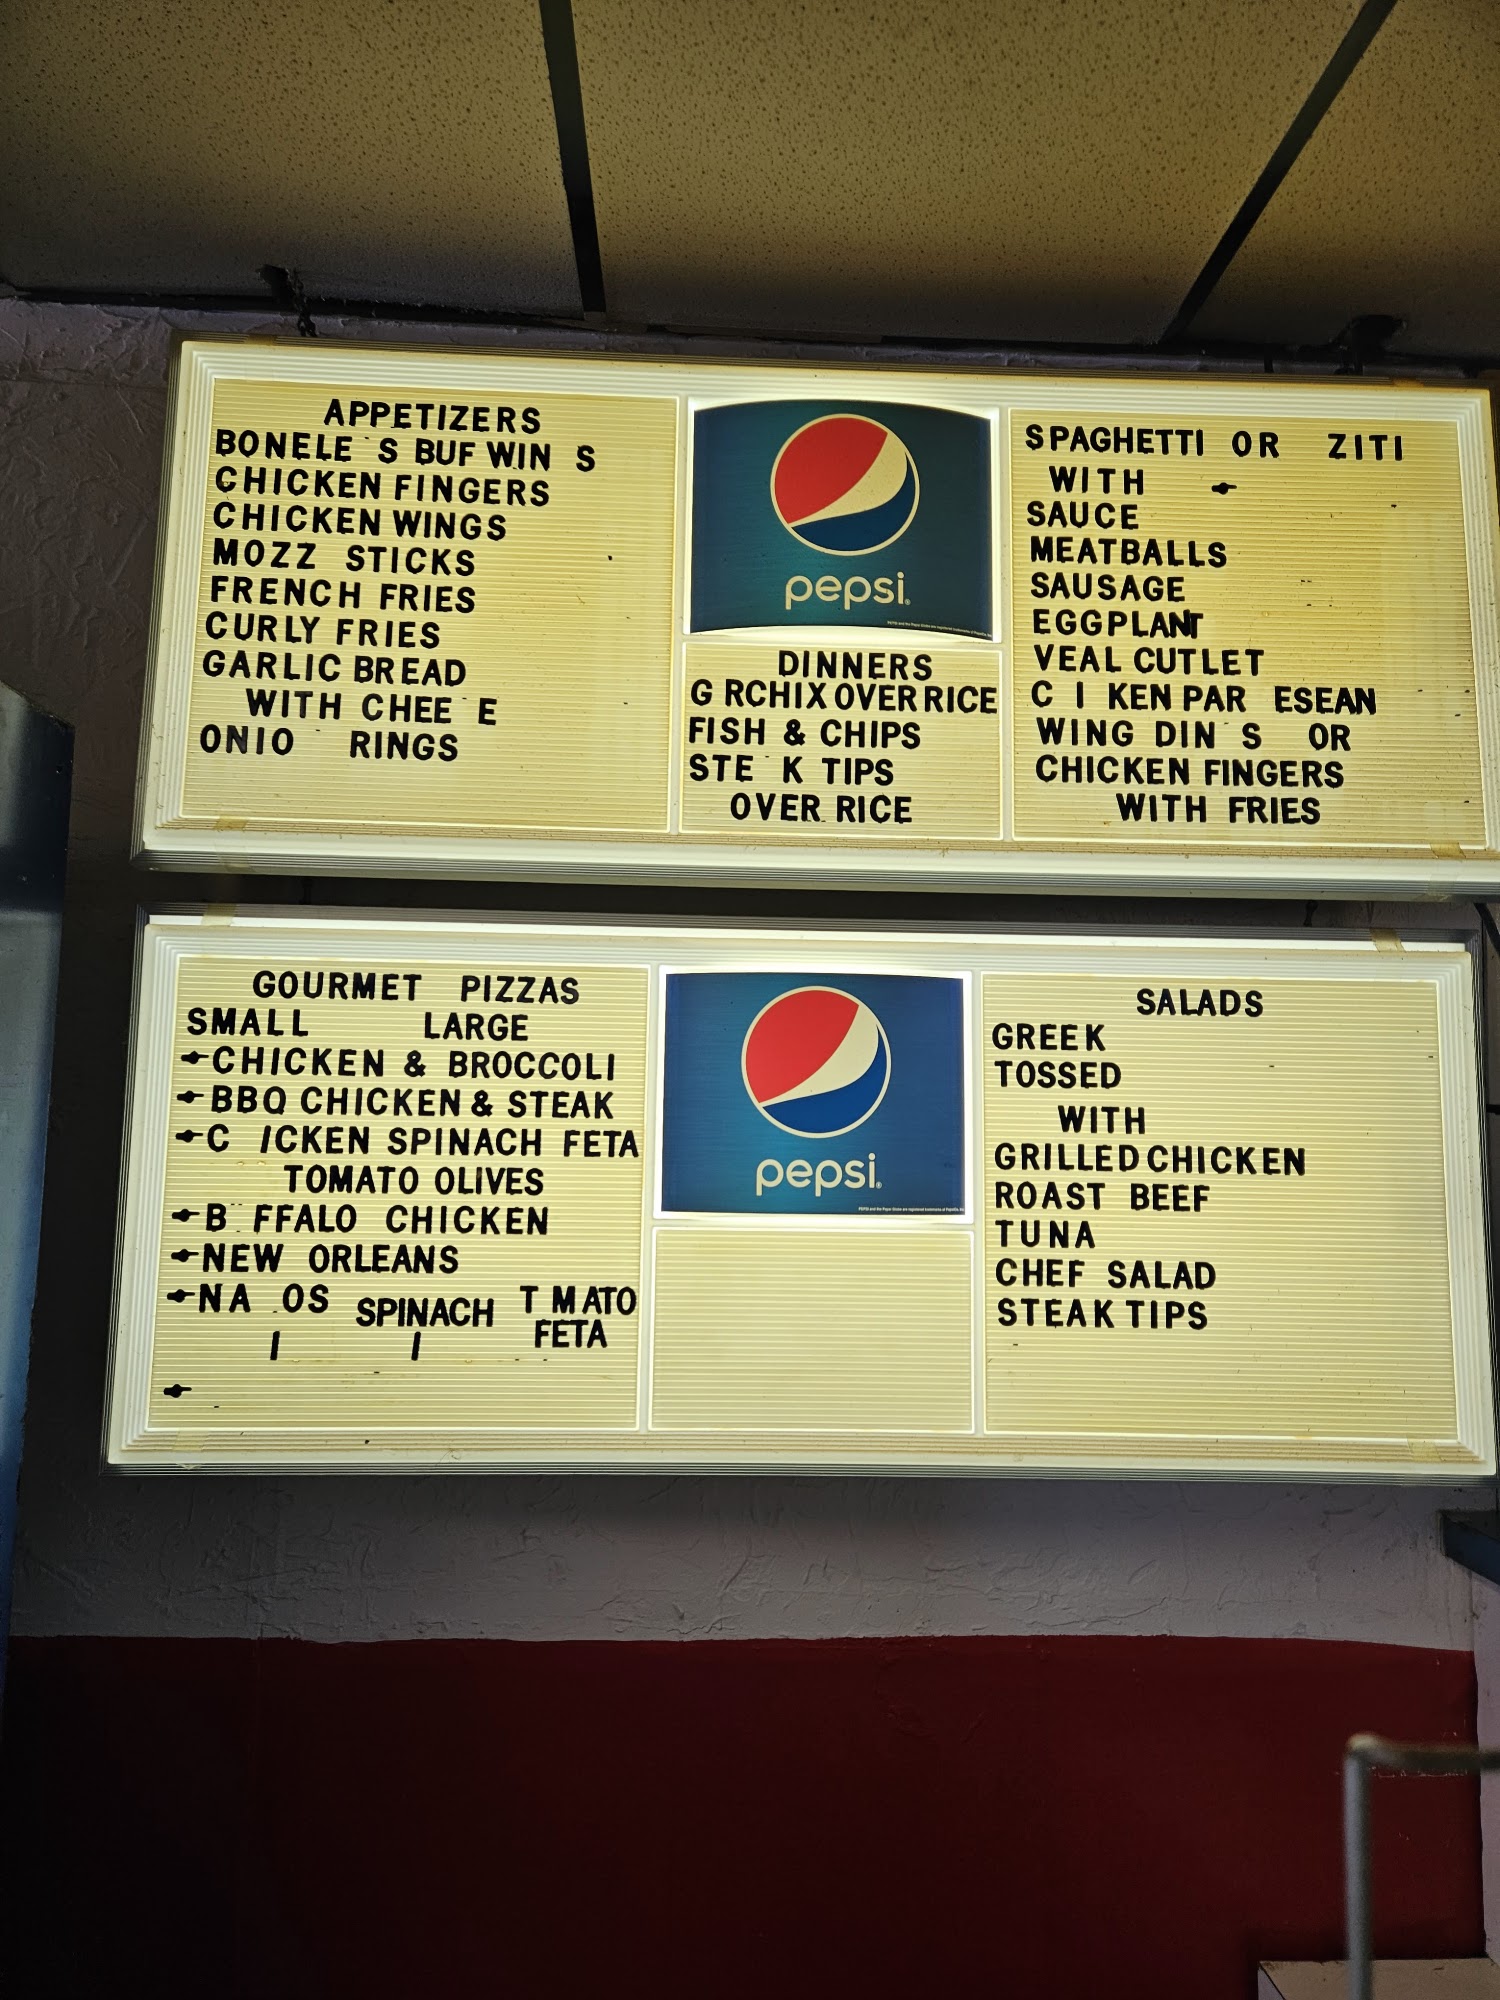 APPETIZERS
BONELE S BUF WIN S
CHICKEN FINGERS
CHICKEN WINGS
MOZZ STICKS
FRENCH FRIES
CURLY FRIES
GARLIC BREAD
WITH CHEE E
ONIO RINGS
pepsi
DINNERS
G RCHIX OVER RICE
FISH & CHIPS
STE K TIPS
OVER RICE
SPAGHETTI OR ZITI
WITH
SAUCE
MEATBALLS
SAUSAGE
EGGPLANT
VEAL CUTLET
C I KEN PAR ESEAN
WING DIN S OR
CHICKEN FINGERS
WITH FRIES
GOURMET PIZZAS
SMALL LARGE
CHICKEN & BROCCOLI
BBQ CHICKEN & STEAK
C ICKEN SPINACH FETA
TOMATO OLIVES
B FFALO CHICKEN
NEW ORLEANS
NA OS SPINACH T M ATO
FETA
I I
pepsi
SALADS
GREEK
TOSSED
WITH
GRILLED CHICKEN
ROAST BEEF
TUNA
CHEF SALAD
STEAK TIPS